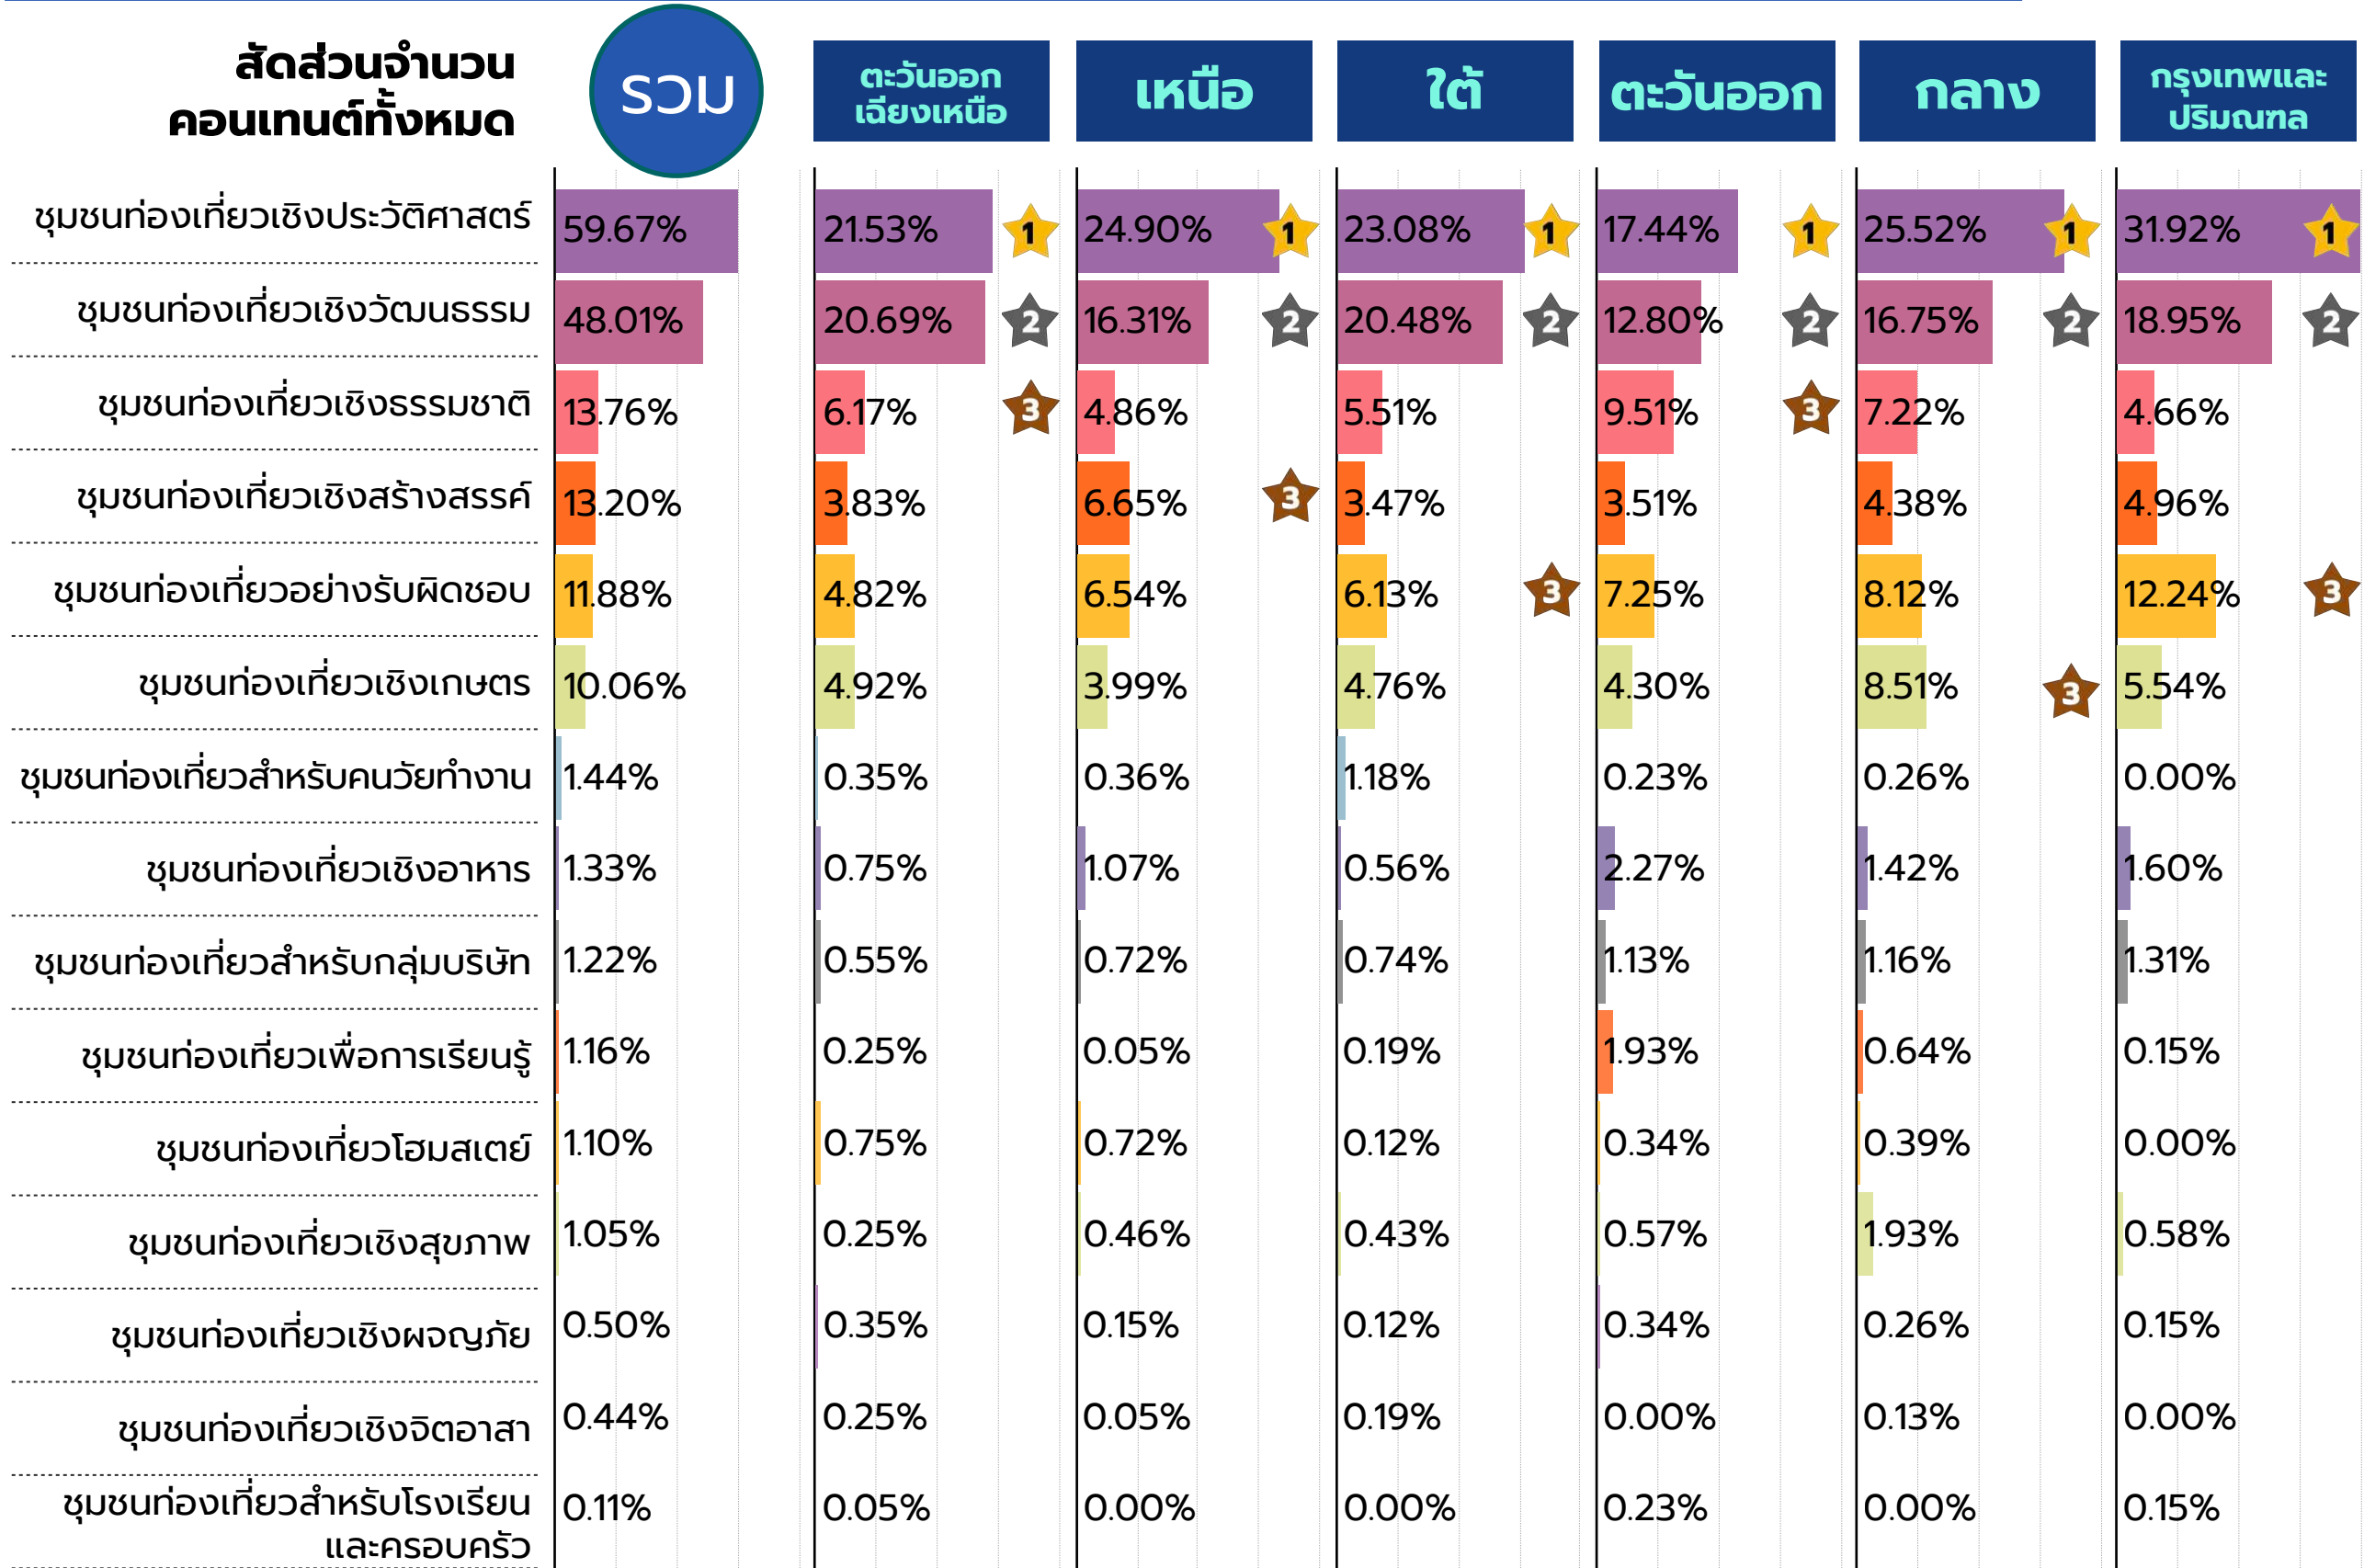 สัดส่วนจำนวน
คอนเทนต์ทั้งหมด
รวม
ตะวันออก
เฉียงเหนือ
เหนือ
ใต้
ตะวันออก
กลาง
กรุงเทพและ
ปริมณฑล
ชุมชนท่องเที่ยวเชิงประวัติศาสตร์ 59.67% 21.53% 1 24.90% 1 23.08% 1 17.44% 1 25.52% 1 31.92% 1
ชุมชนท่องเที่ยวเชิงวัฒนธรรม 48.01% 20.69% 2 16.31% 2 20.48% 2 12.80% 2 16.75% 2 18.95% 2
ชุมชนท่องเที่ยวเชิงธรรมชาติ 13.76% 6.17% 3 4.86% 5.51% 9.51% 3 7.22% 4.66%
ชุมชนท่องเที่ยวเชิงสร้างสรรค์ 13.20% 3.83% 6.65% 3 3.47% 3.51% 4.38% 4.96%
ชุมชนท่องเที่ยวอย่างรับผิดชอบ 11.88% 4.82% 6.54% 6.13% 3 7.25% 8.12% 12.24% 3
ชุมชนท่องเที่ยวเชิงเกษตร 10.06% 4.92% 3.99% 4.76% 4.30% 8.51% 3 5.54%
ชุมชนท่องเที่ยวสำหรับคนวัยทำงาน 1.44% 0.35% 0.36% 1.18% 0.23% 0.26% 0.00%
ชุมชนท่องเที่ยวเชิงอาหาร 1.33% 0.75% 1.07% 0.56% 2.27% 1.42% 1.60%
ชุมชนท่องเที่ยวสำหรับกลุ่มบริษัท 1.22% 0.55% 0.72% 0.74% 1.13% 1.16% 1.31%
ชุมชนท่องเที่ยวเพื่อการเรียนรู้ 1.16% 0.25% 0.05% 0.19% 1.93% 0.64% 0.15%
ชุมชนท่องเที่ยวโฮมสเตย์ 1.10% 0.75% 0.72% 0.12% 0.34% 0.39% 0.00%
ชุมชนท่องเที่ยวเชิงสุขภาพ 1.05% 0.25% 0.46% 0.43% 0.57% 1.93% 0.58%
ชุมชนท่องเที่ยวเชิงผจญภัย 0.50% 0.35% 0.15% 0.12% 0.34% 0.26% 0.15%
ชุมชนท่องเที่ยวเชิงจิตอาสา 0.44% 0.25% 0.05% 0.19% 0.00% 0.13% 0.00%
ชุมชนท่องเที่ยวสำหรับโรงเรียน
และครอบครัว 0.11% 0.05% 0.00% 0.00% 0.23% 0.00% 0.15%